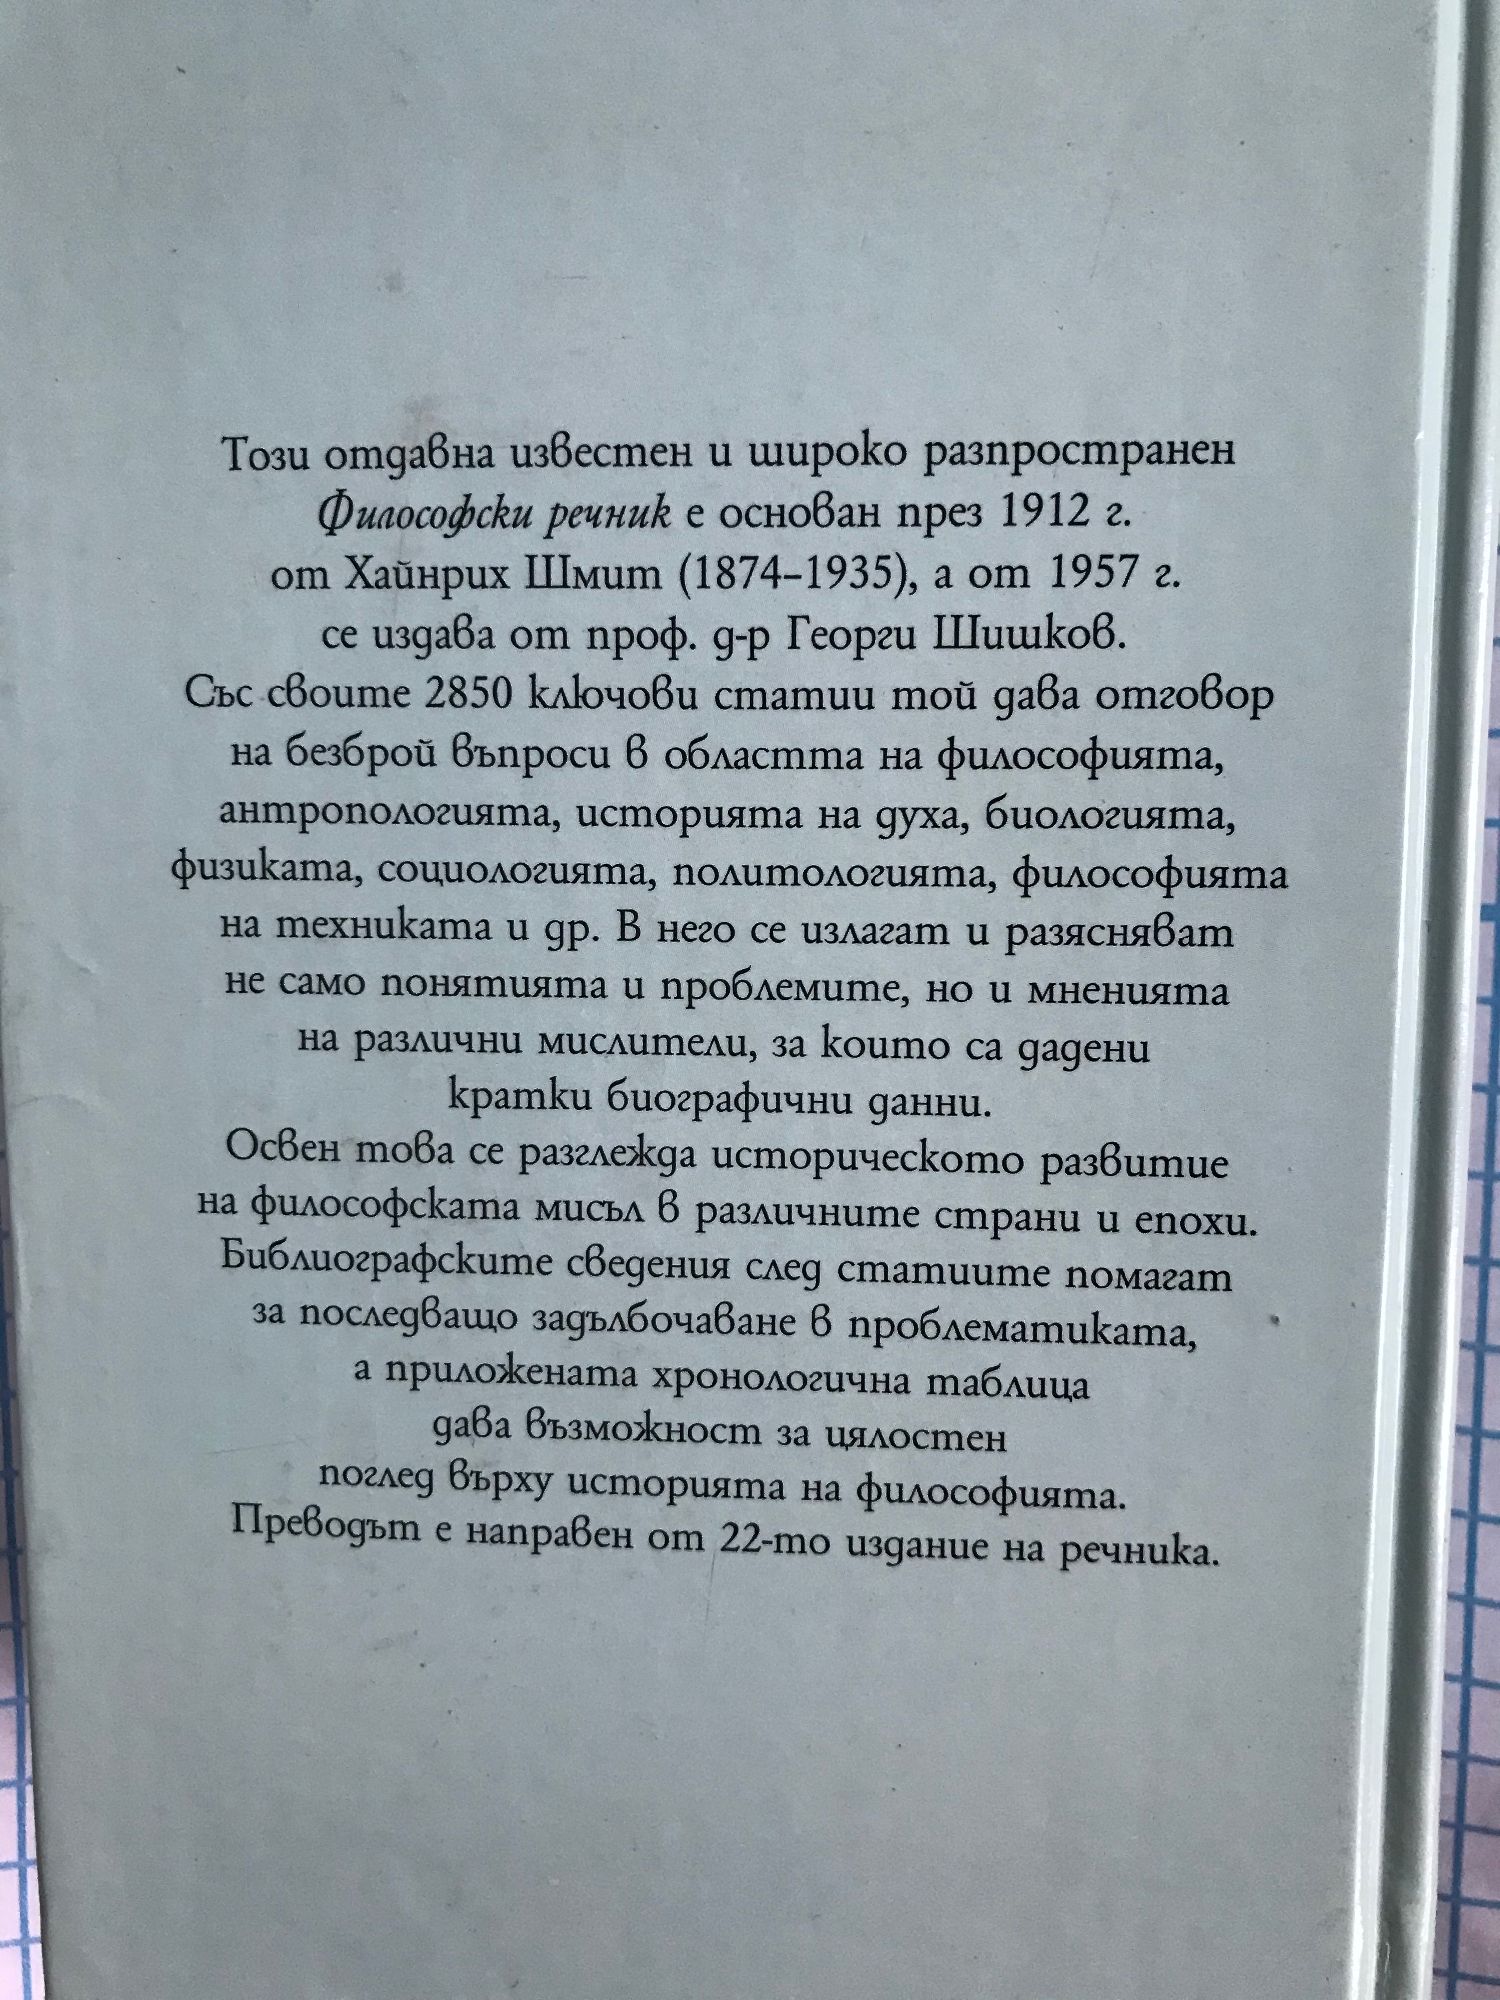 Този отдавна известен и широко разпространен
Философски речник е основан през 1912 г.
от Хайнрих Шмит (1874–1935), а от 1957 г.
се издава от проф. д-р Георги Шишков.
Със своите 2850 ключови статии той дава отговор
на безброй въпроси в областта на философията,
антропологията, историята на духа, биологията,
физиката, социологията, политологията, философията
на техниката и др. В него се излагат и разясняват
не само понятията и проблемите, но и мненията
на различни мислители, за които са дадени
кратки биографични данни.
Освен това се разглежда историческото развитие
на философската мисъл в различните страни и епохи.
Библиографските сведения след статиите помагат
за последващо задълбочаване в проблематиката,
а приложената хронологична таблица
дава възможност за цялостен
поглед върху историята на философията.
Преводът е направен от 22-то издание на речника.